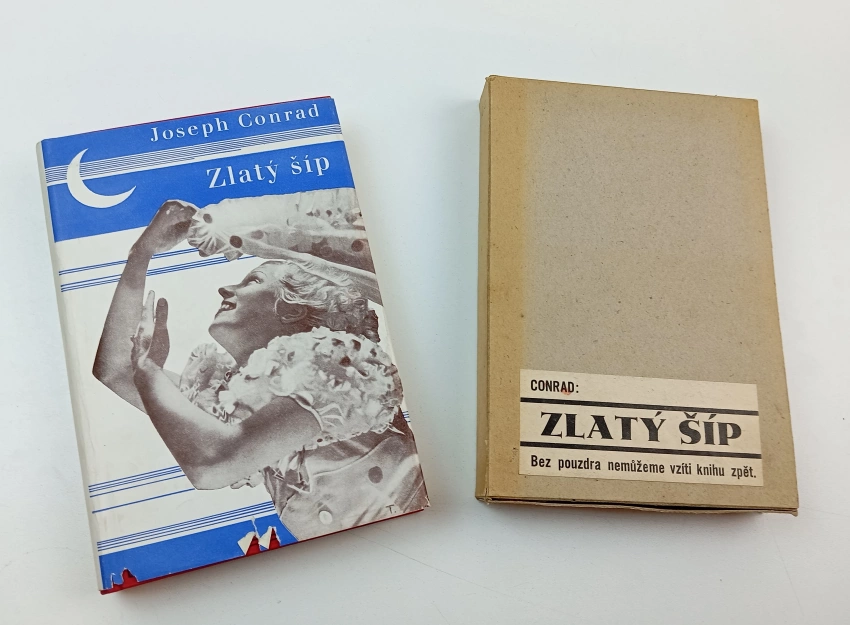 Joseph Conrad
Zlatý šíp
T.
CONRAD:
ZLATÝ ŠÍP
Bez pouzdra nemůžeme vzíti knihu zpět.